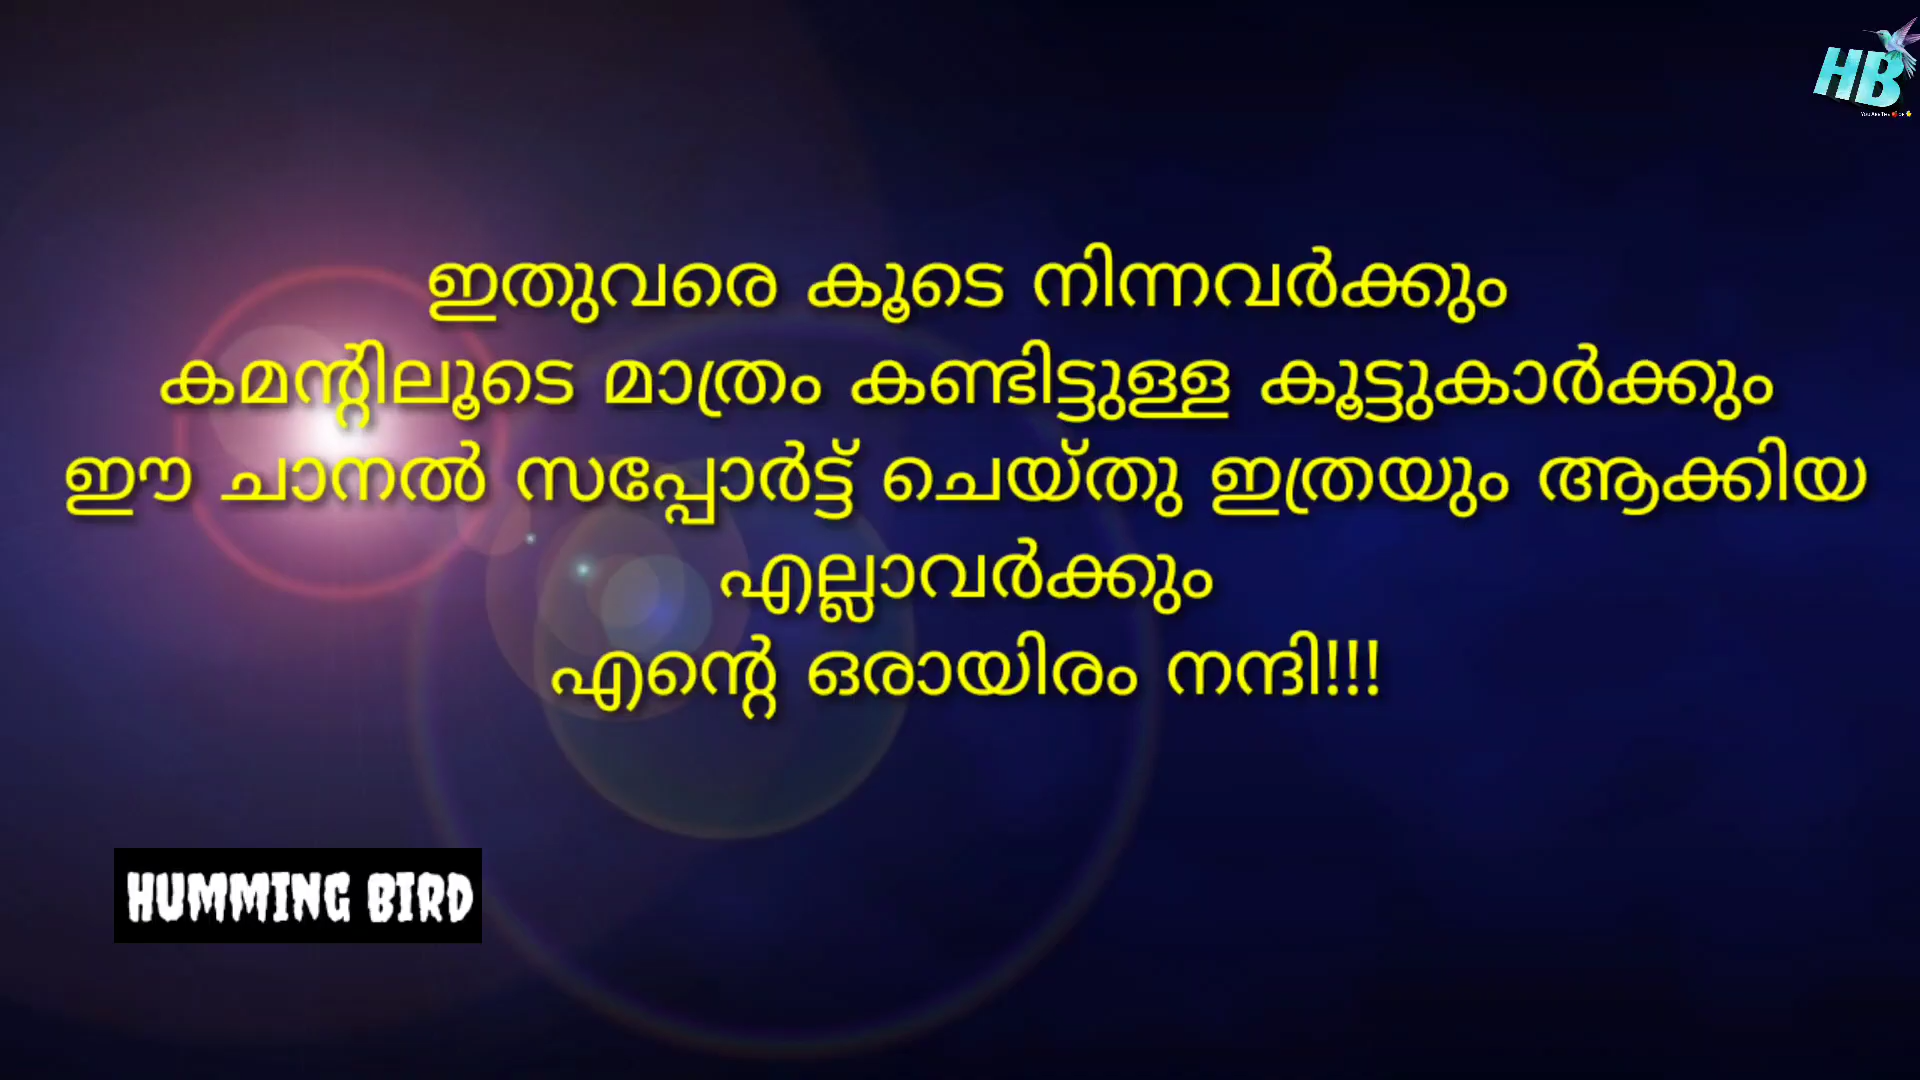 HB
ഇതുവരെ കൂടെ നിന്നവർക്കും
കമന്റിലൂടെ മാത്രം കണ്ടിട്ടുള്ള കൂട്ടുകാർക്കും
ഈ ചാനൽ സപ്പോർട്ട് ചെയ്തു ഇത്രയും ആക്കിയ
എല്ലാവർക്കും
എന്റെ ഒരായിരം നന്ദി!!!
HUMMING BIRD